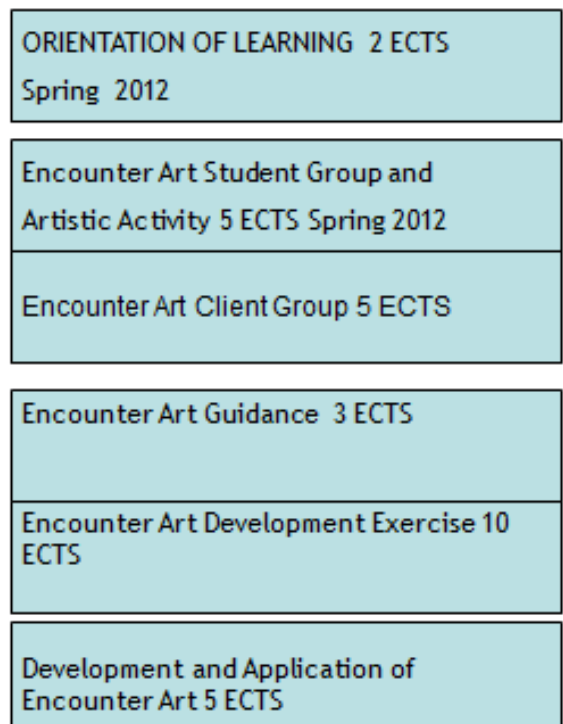 ORIENTATION OF LEARNING 2 ECTS
Spring 2012
Encounter Art Student Group and
Artistic Activity 5 ECTS Spring 2012
Encounter Art Client Group 5 ECTS
Encounter Art Guidance 3 ECTS
Encounter Art Development Exercise 10
ECTS
Development and Application of
Encounter Art 5 ECTS